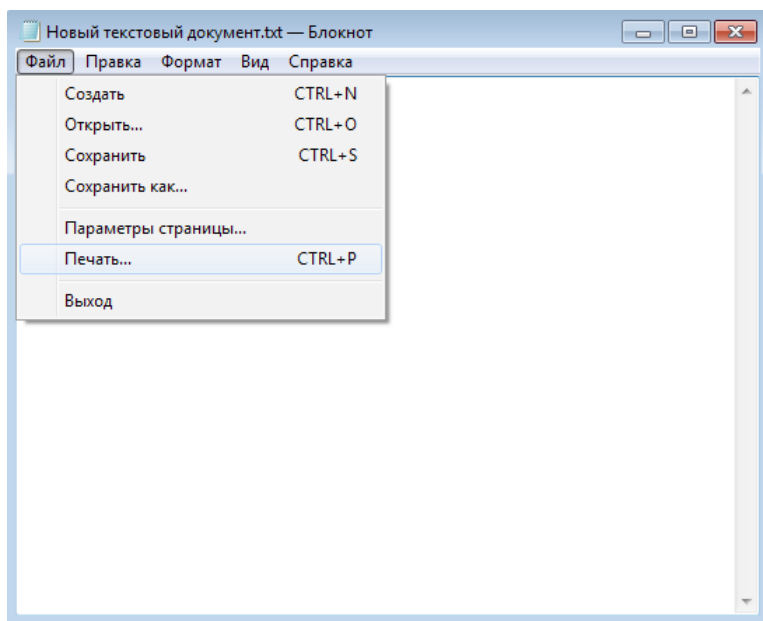 Новый текстовый документ.txt — Блокнот
Файл Правка Формат Вид Справка
Создать CTRL+N
Открыть... CTRL+O
Сохранить CTRL+S
Сохранить как...
Параметры страницы...
Печать... CTRL+P
Выход